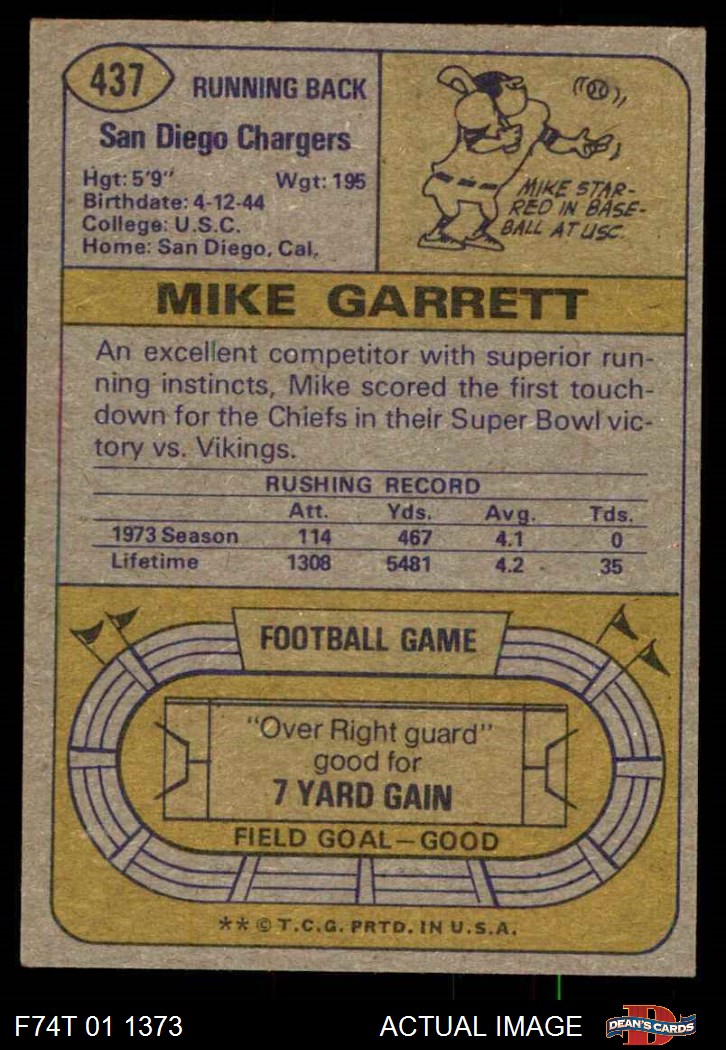 437
RUNNING BACK
San Diego Chargers
Hgt: 5'9" Wgt: 195
Birthdate: 4-12-44
College: U.S.C.
Home: San Diego, Cal.
MIKE STAR-
RED IN BASE-
BALL AT USC.
MIKE GARRETT
An excellent competitor with superior run-
ning instincts, Mike scored the first touch-
down for the Chiefs in their Super Bowl vic-
tory vs. Vikings.
RUSHING RECORD
Att. Yds. Avg. Tds.
1973 Season 114 467 4.1 0
Lifetime 1308 5481 4.2 35
FOOTBALL GAME
"Over Right guard"
good for
7 YARD GAIN
FIELD GOAL—GOOD
** © T.C.G. PRTD. IN U.S.A.
F74T 01 1373 ACTUAL IMAGE
D
DEAN'S CARDS